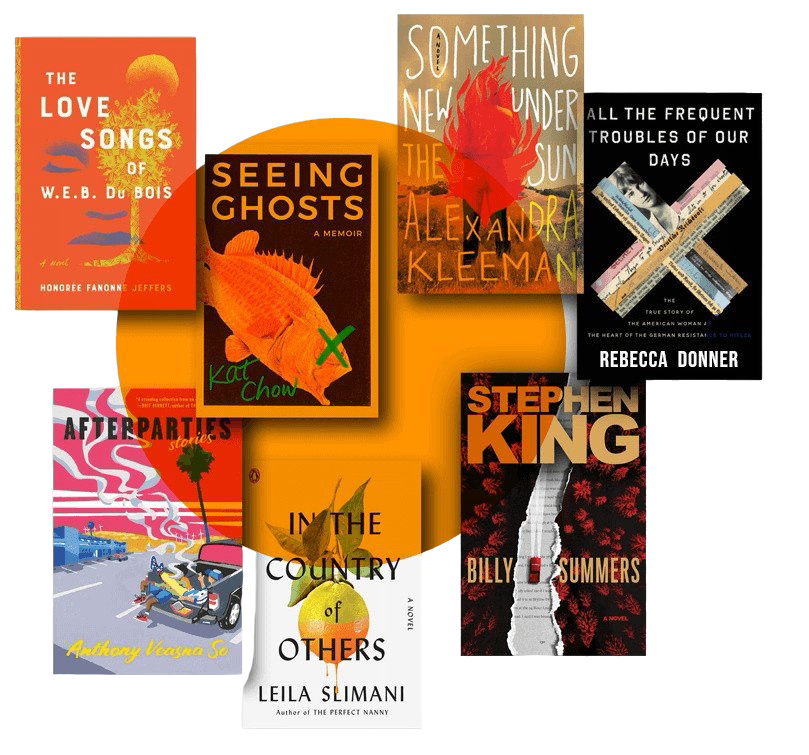 THE
LOVE
SONGS
OF
W.E.B. Du BOIS
A novel
HONORÉE FANONNE JEFFERS
SEEING
GHOSTS
A MEMOIR
Kat
Chow
SOMETHING
A NOVEL
NEW UNDER
THE SUN
ALEXANDRA
KLEEMAN
ALL THE FREQUENT
TROUBLES OF OUR
DAYS
THE
TRUE STORY OF
THE AMERICAN WOMAN AT
THE HEART OF THE GERMAN RESISTANCE TO HITLER
REBECCA DONNER
AFTERPARTIES
stories
Anthony Veasna So
IN THE
COUNTRY
of
OTHERS
A NOVEL
LEILA SLIMANI
Author of THE PERFECT NANNY
STEPHEN
KING
BILLY SUMMERS
A NOVEL